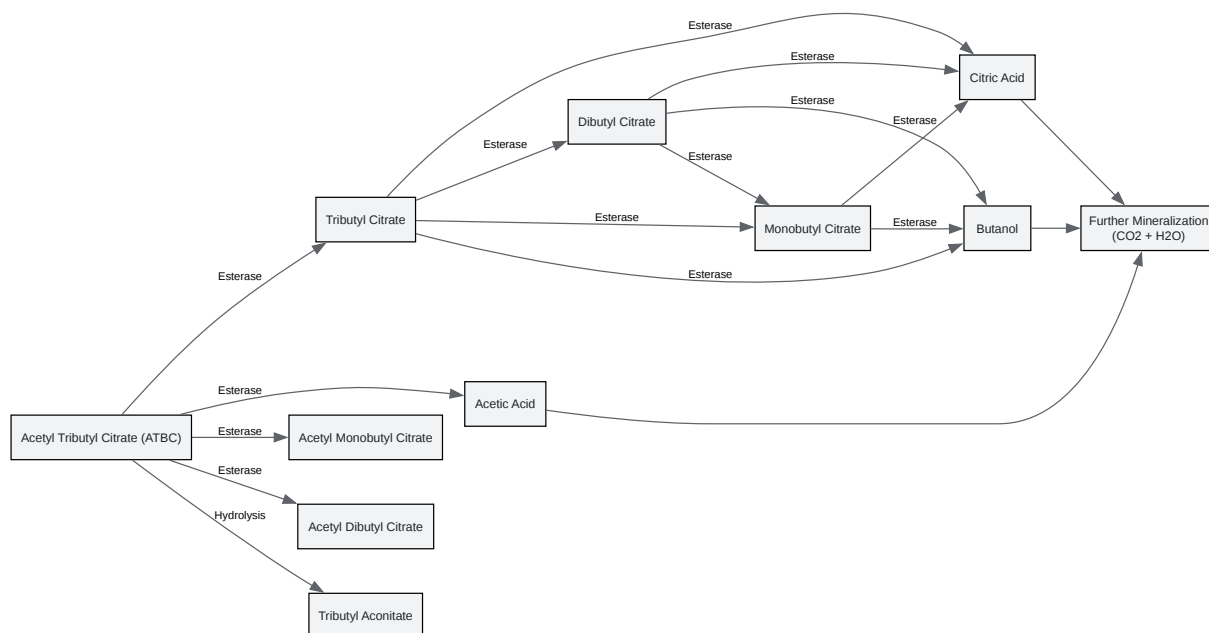 Esterase
Citric Acid
Esterase
Esterase
Dibutyl Citrate
Esterase
Esterase
Esterase
Tributyl Citrate
Esterase
Monobutyl Citrate
Esterase
Butanol
Further Mineralization
(CO2 + H2O)
Esterase
Esterase
Esterase
Acetic Acid
Acetyl Tributyl Citrate (ATBC)
Esterase
Acetyl Monobutyl Citrate
Esterase
Acetyl Dibutyl Citrate
Hydrolysis
Tributyl Aconitate